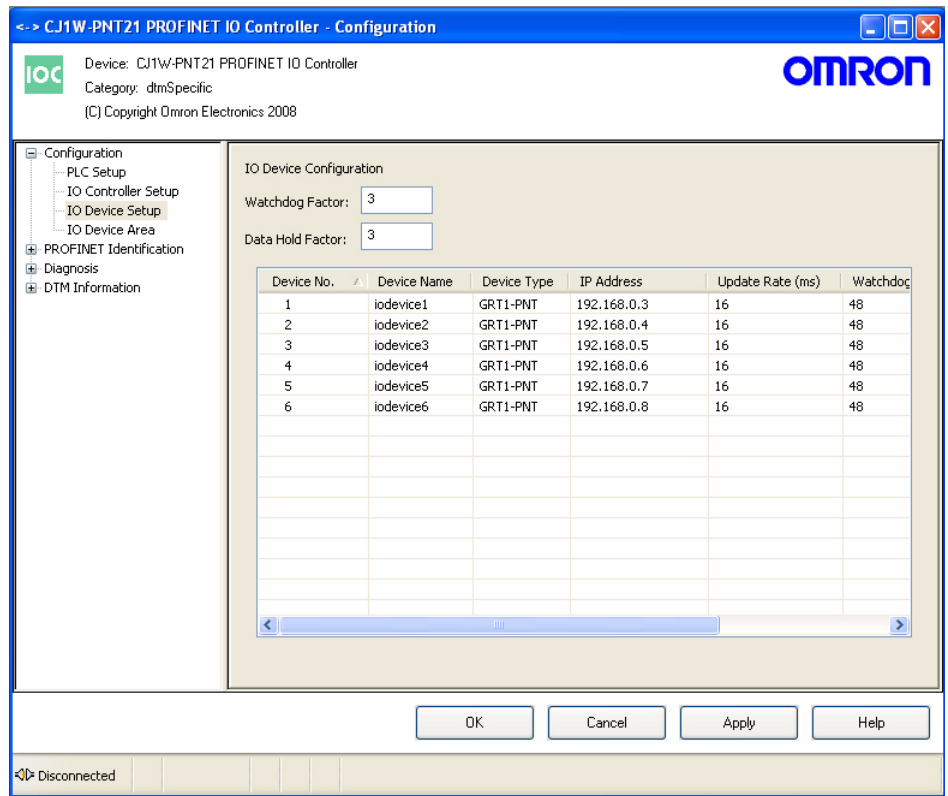 <-> CJ1W-PNT21 PROFINET IO Controller - Configuration
IOC
Device: CJ1W-PNT21 PROFINET IO Controller
Category: dtmSpecific
(C) Copyright Omron Electronics 2008
OMRON
Configuration
PLC Setup
IO Controller Setup
IO Device Setup
IO Device Area
PROFINET Identification
Diagnosis
DTM Information
IO Device Configuration
Watchdog Factor: 3
Data Hold Factor: 3
Device No. Device Name Device Type IP Address Update Rate (ms) Watchdog
1 iodevice1 GRT1-PNT 192.168.0.3 16 48
2 iodevice2 GRT1-PNT 192.168.0.4 16 48
3 iodevice3 GRT1-PNT 192.168.0.5 16 48
4 iodevice4 GRT1-PNT 192.168.0.6 16 48
5 iodevice5 GRT1-PNT 192.168.0.7 16 48
6 iodevice6 GRT1-PNT 192.168.0.8 16 48
OK Cancel Apply Help
Disconnected